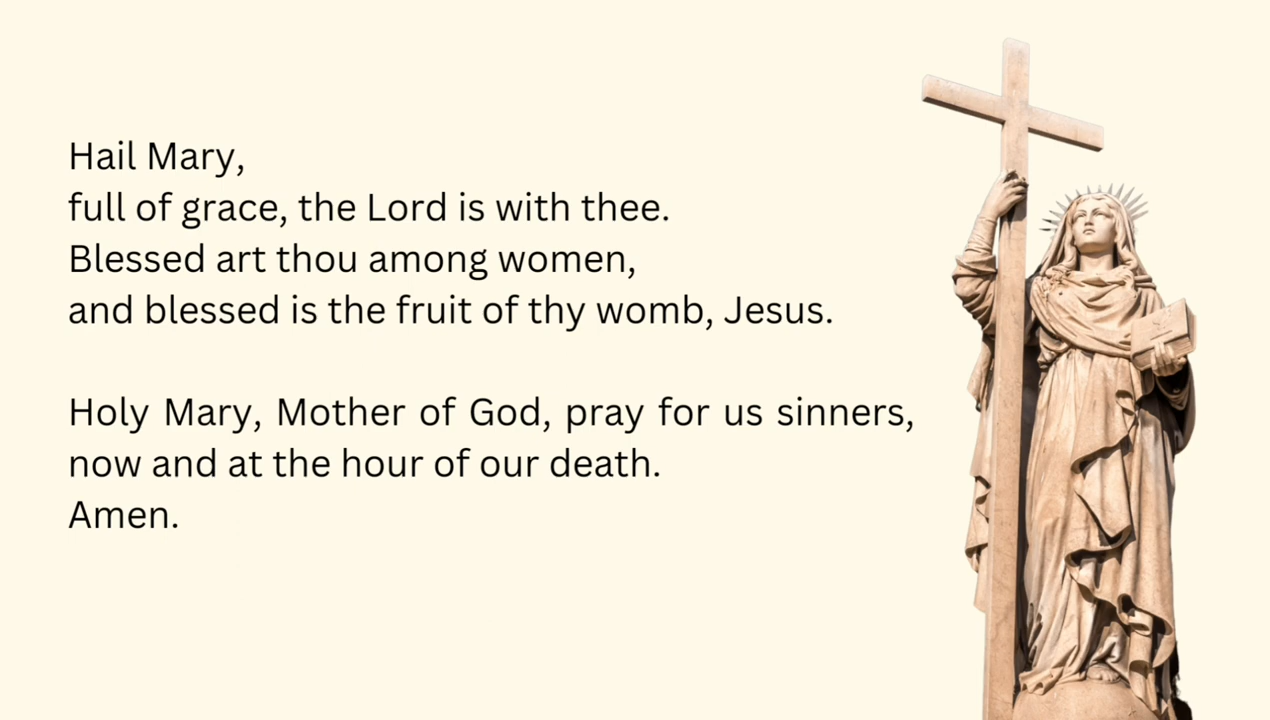 Hail Mary,
full of grace, the Lord is with thee.
Blessed art thou among women,
and blessed is the fruit of thy womb, Jesus.
Holy Mary, Mother of God, pray for us sinners,
now and at the hour of our death.
Amen.